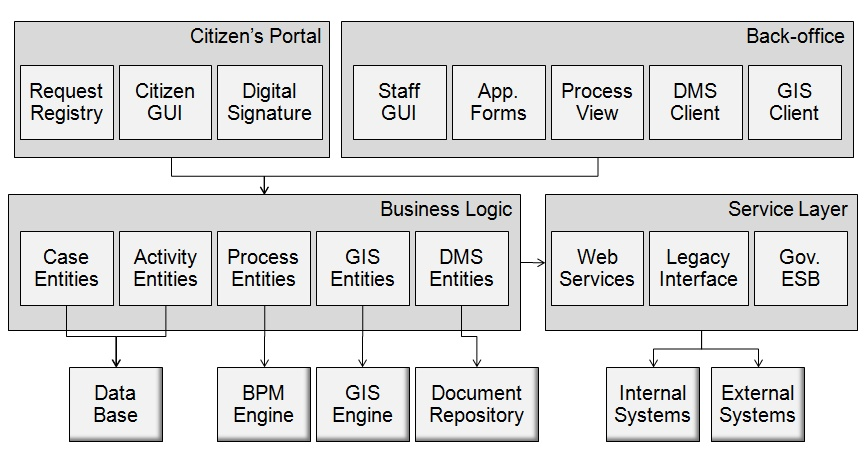 Citizen's Portal
Request
Registry
Citizen
GUI
Digital
Signature
Back-office
Staff
GUI
App.
Forms
Process
View
DMS
Client
GIS
Client
Business Logic
Case
Entities
Activity
Entities
Process
Entities
GIS
Entities
DMS
Entities
Service Layer
Web
Services
Legacy
Interface
Gov.
ESB
Data
Base
BPM
Engine
GIS
Engine
Document
Repository
Internal
Systems
External
Systems